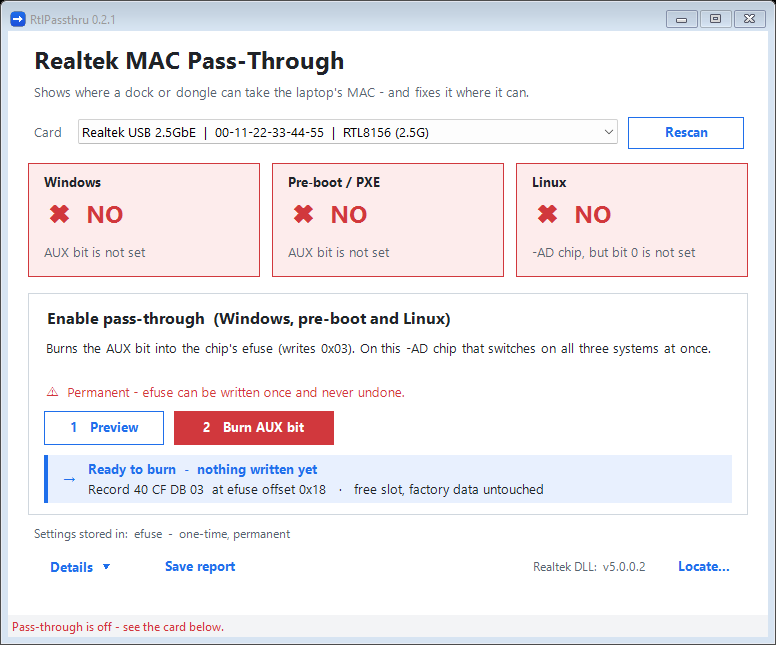 RtlPassthru 0.2.1
Realtek MAC Pass-Through
Shows where a dock or dongle can take the laptop's MAC - and fixes it where it can.
Card
Realtek USB 2.5GbE | 00-11-22-33-44-55 | RTL8156 (2.5G)
Rescan
Windows
✖ NO
AUX bit is not set
Pre-boot / PXE
✖ NO
AUX bit is not set
Linux
✖ NO
-AD chip, but bit 0 is not set
Enable pass-through (Windows, pre-boot and Linux)
Burns the AUX bit into the chip's efuse (writes 0x03). On this -AD chip that switches on all three systems at once.
⚠ Permanent - efuse can be written once and never undone.
1 Preview
2 Burn AUX bit
→ Ready to burn - nothing written yet
Record 40 CF DB 03 at efuse offset 0x18 · free slot, factory data untouched
Settings stored in: efuse - one-time, permanent
Details ▼
Save report
Realtek DLL: v5.0.0.2
Locate...
Pass-through is off - see the card below.